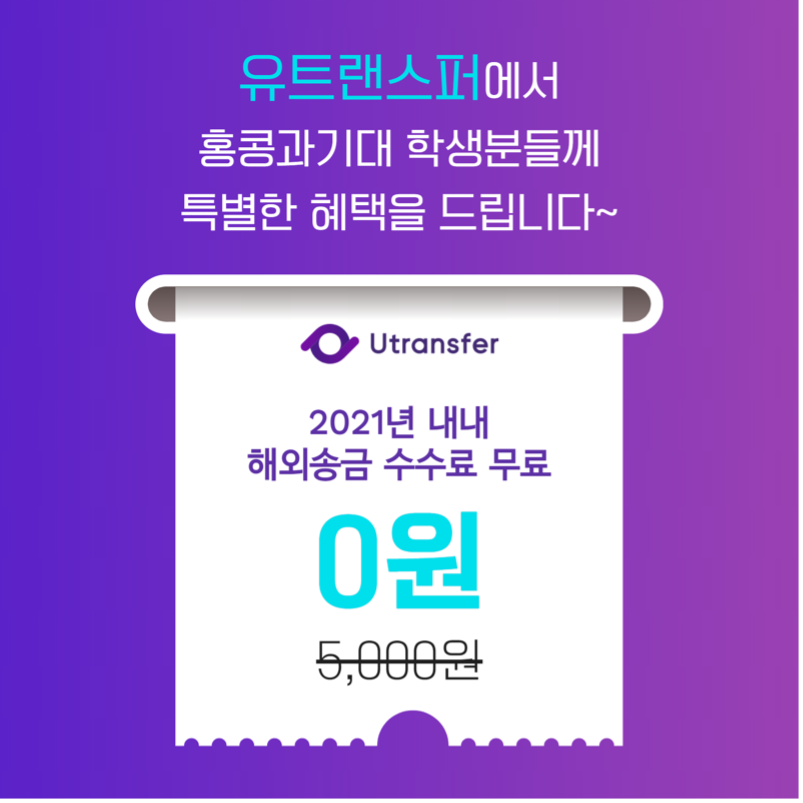 유트랜스퍼에서
홍콩과기대 학생분들께
특별한 혜택을 드립니다~
Utransfer
2021년 내내
해외송금 수수료 무료
0원
5,000원